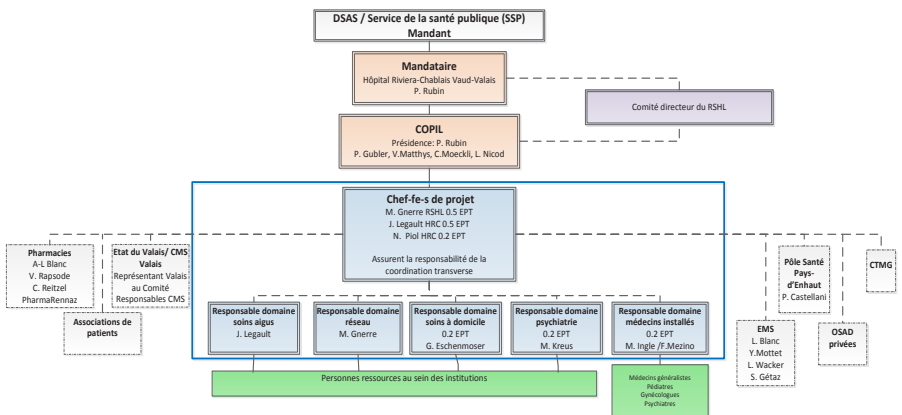 DSAS / Service de la santé publique (SSP)
Mandant
Mandataire
Hôpital Riviera-Chablais Vaud-Valais
P. Rubin
Comité directeur du RSHL
COPIL
Présidence: P. Rubin
P. Gubler, V.Matthys, C.Moeckli, L. Nicod
Chef-fe-s de projet
M. Gnerre RSHL 0.5 EPT
J. Legault HRC 0.5 EPT
N. Piol HRC 0.2 EPT
Assurent la responsabilité de la
coordination transverse
Pharmacies
A-L Blanc
V. Rapsode
C. Reitzel
PharmaRennaz
Etat du Valais/ CMS
Valais
Représentant Valais
au Comité
Responsables CMS
Associations de
patients
Pôle Santé
Pays-
d'Enhaut
P. Castellani
CTMG
EMS
L. Blanc
Y.Mottet
L. Wacker
S. Gétaz
OSAD
privées
Responsable domaine
soins aigus
J. Legault
Responsable domaine
réseau
M. Gnerre
Responsable domaine
soins à domicile
0.2 EPT
G. Eschenmoser
Responsable domaine
psychiatrie
0.2 EPT
M. Kreus
Responsable domaine
médecins installés
0.2 EPT
M. Ingle /F.Mezino
Personnes ressources au sein des institutions
Médecins généralistes
Pédiatres
Gynécologues
Psychiatres